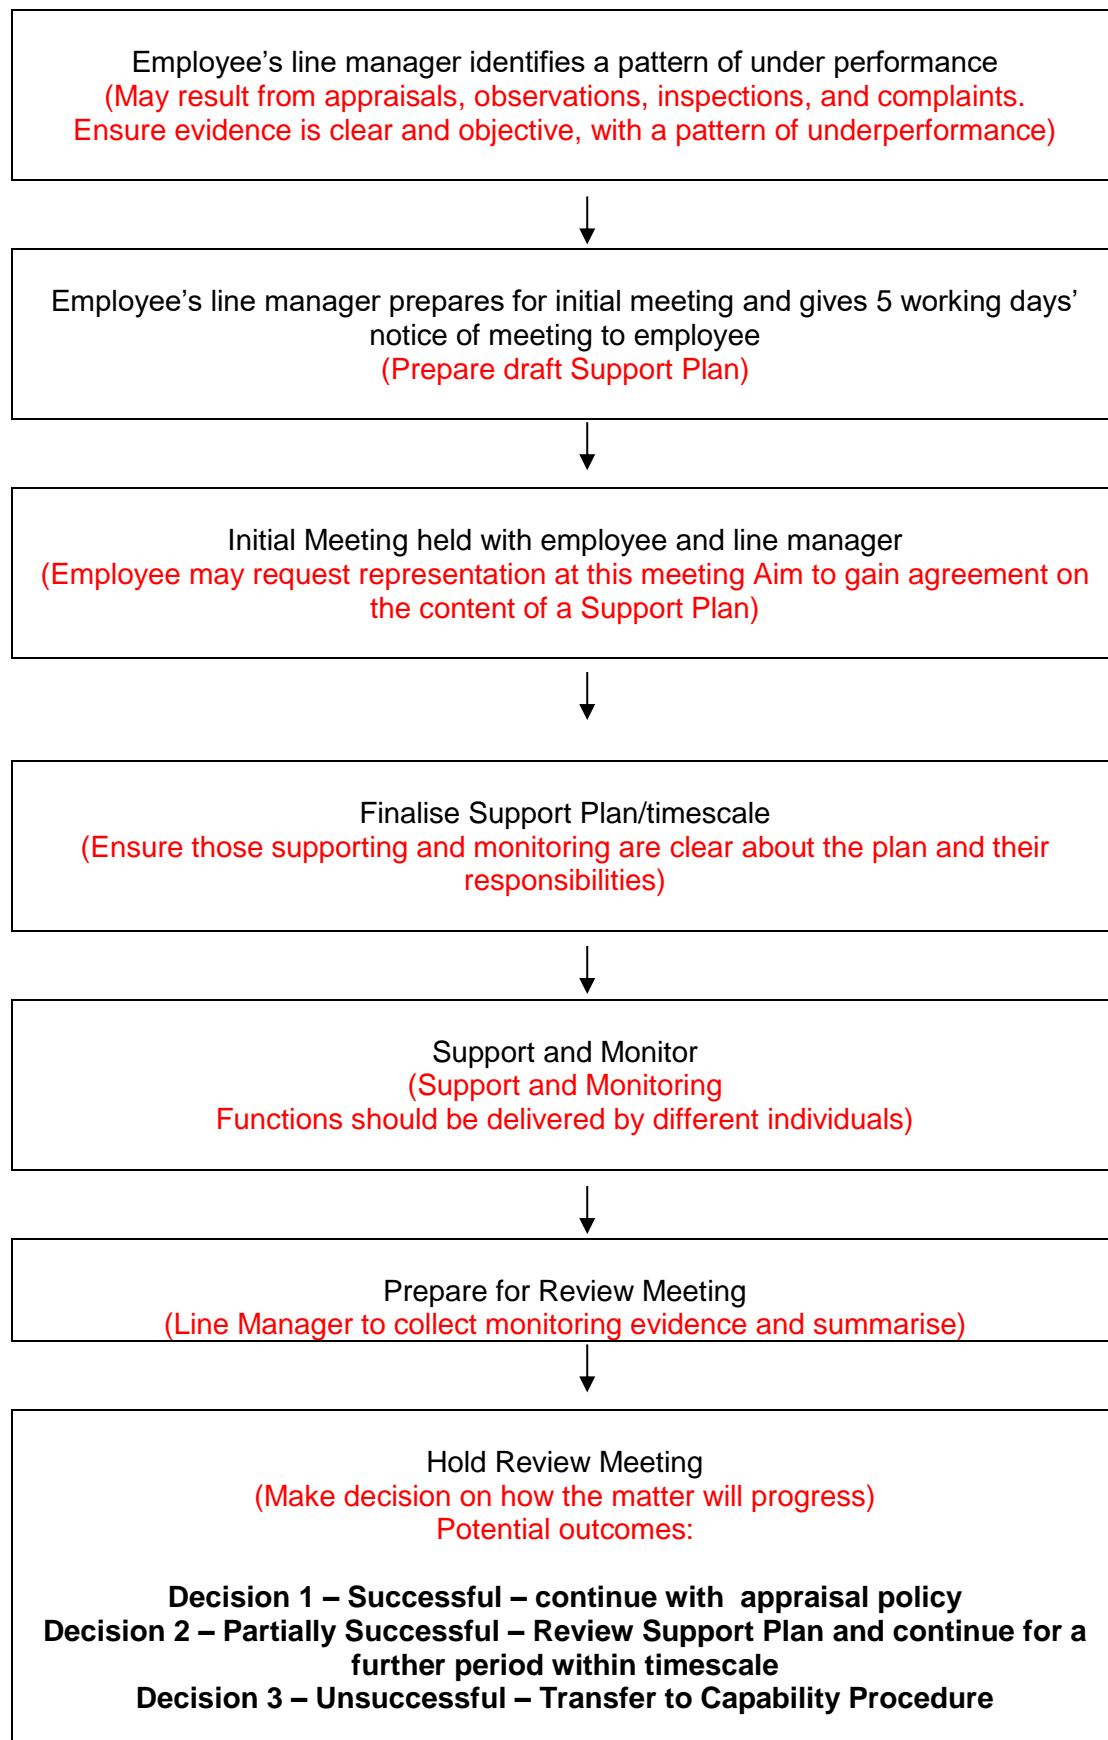 Employee’s line manager identifies a pattern of under performance
(May result from appraisals, observations, inspections, and complaints.
Ensure evidence is clear and objective, with a pattern of underperformance)
Employee’s line manager prepares for initial meeting and gives 5 working days’
notice of meeting to employee
(Prepare draft Support Plan)
Initial Meeting held with employee and line manager
(Employee may request representation at this meeting Aim to gain agreement on
the content of a Support Plan)
Finalise Support Plan/timescale
(Ensure those supporting and monitoring are clear about the plan and their
responsibilities)
Support and Monitor
(Support and Monitoring
Functions should be delivered by different individuals)
Prepare for Review Meeting
(Line Manager to collect monitoring evidence and summarise)
Hold Review Meeting
(Make decision on how the matter will progress)
Potential outcomes:
Decision 1 – Successful – continue with  appraisal policy
Decision 2 – Partially Successful – Review Support Plan and continue for a
further period within timescale
Decision 3 – Unsuccessful – Transfer to Capability Procedure